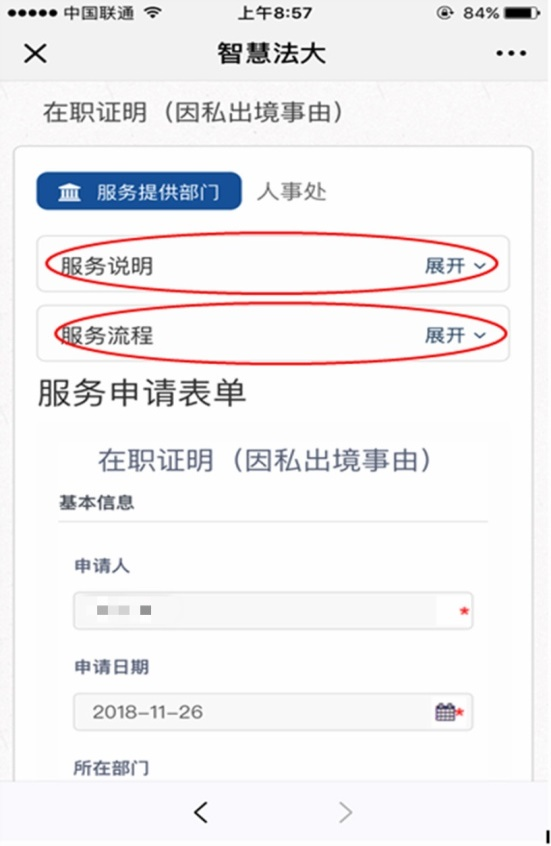 中国联通 上午8:57 84%
智慧法大
在职证明（因私出境事由）
服务提供部门 人事处
服务说明 展开
服务流程 展开
服务申请表单
在职证明（因私出境事由）
基本信息
申请人
*
申请日期
2018-11-26 *
所在部门